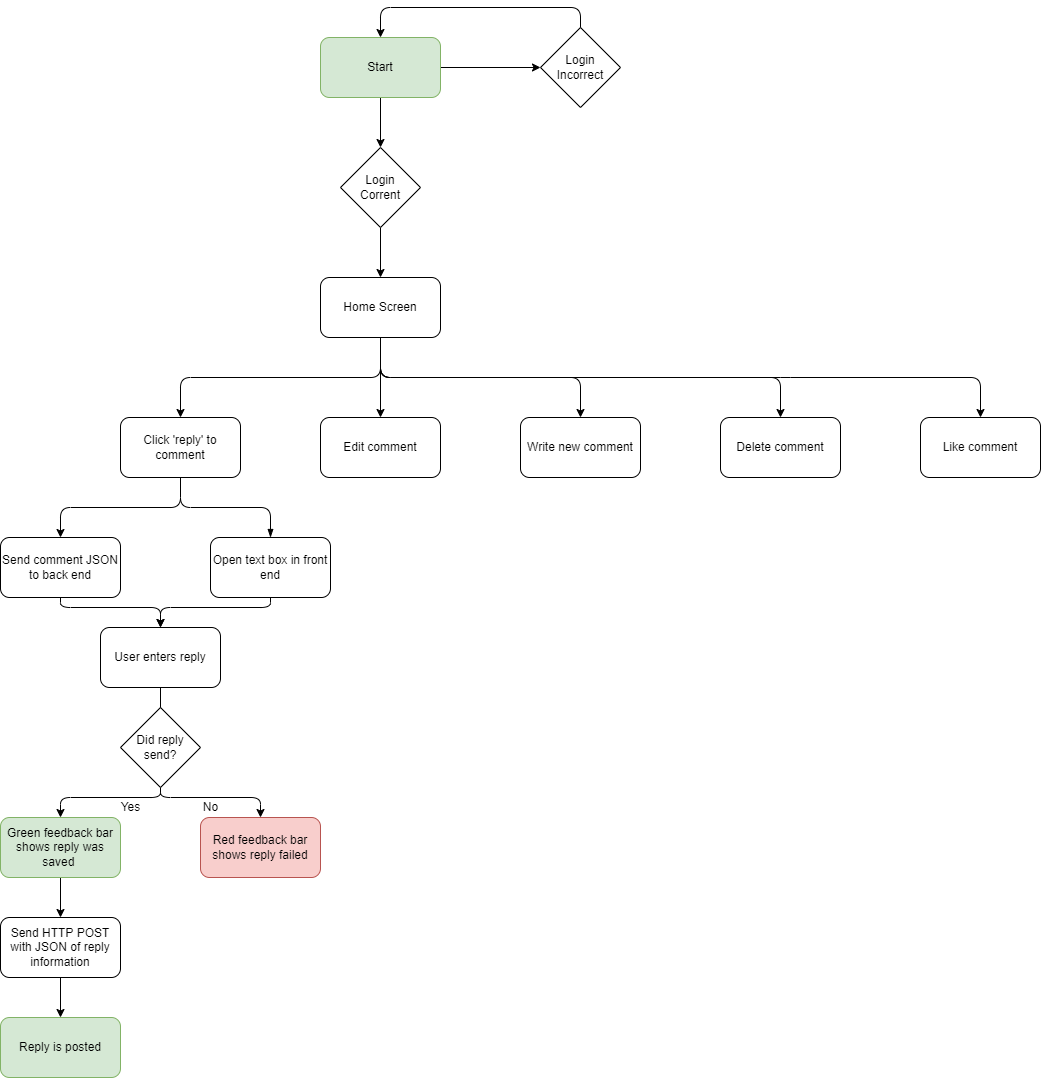 Start
Login
Incorrect
Login
Corrent
Home Screen
Click 'reply' to
comment
Edit comment
Write new comment
Delete comment
Like comment
Send comment JSON
to back end
Open text box in front
end
User enters reply
Did reply
send?
Yes
No
Green feedback bar
shows reply was
saved
Red feedback bar
shows reply failed
Send HTTP POST
with JSON of reply
information
Reply is posted